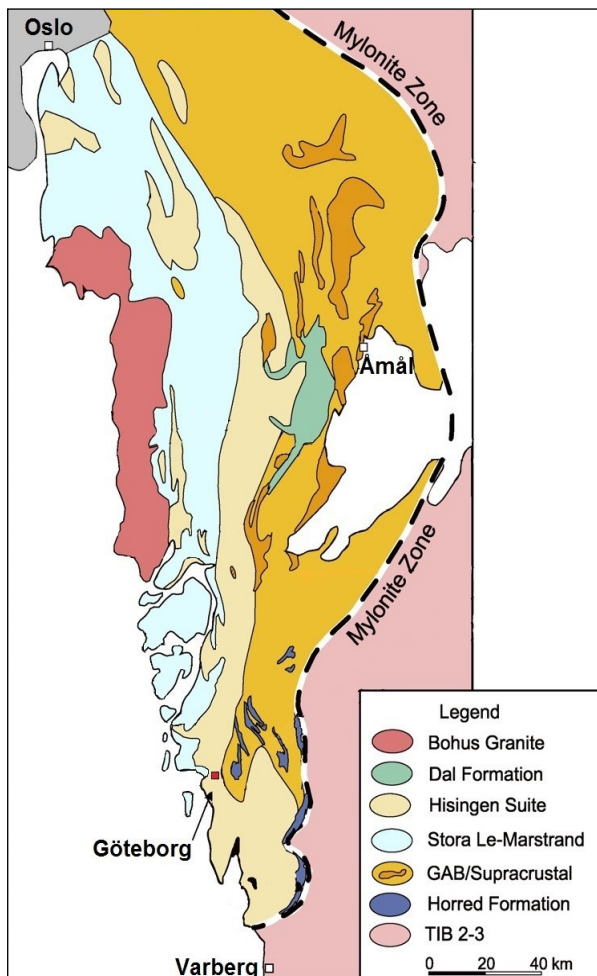 Oslo
Mylonite Zone
Åmål
Mylonite Zone
Göteborg
Varberg
Legend
Bohus Granite
Dal Formation
Hisingen Suite
Stora Le-Marstrand
GAB/Supracrustal
Horred Formation
TIB 2-3
0 20 40 km